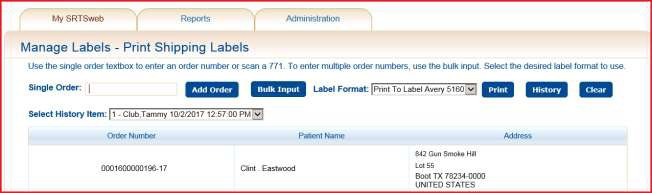 My SRTSweb Reports Administration
Manage Labels - Print Shipping Labels
Use the single order textbox to enter an order number or scan a 771. To enter multiple order numbers, use the bulk input. Select the desired label format to use.
Single Order: Add Order Bulk Input Label Format: Print To Label Avery 5160 Print History Clear
Select History Item: 1 - Club,Tammy 10/2/2017 12:57:00 PM
Order Number Patient Name Address
0001600000196-17 Clint . Eastwood 842 Gun Smoke Hill
Lot 55
Boot TX 78234-0000
UNITED STATES